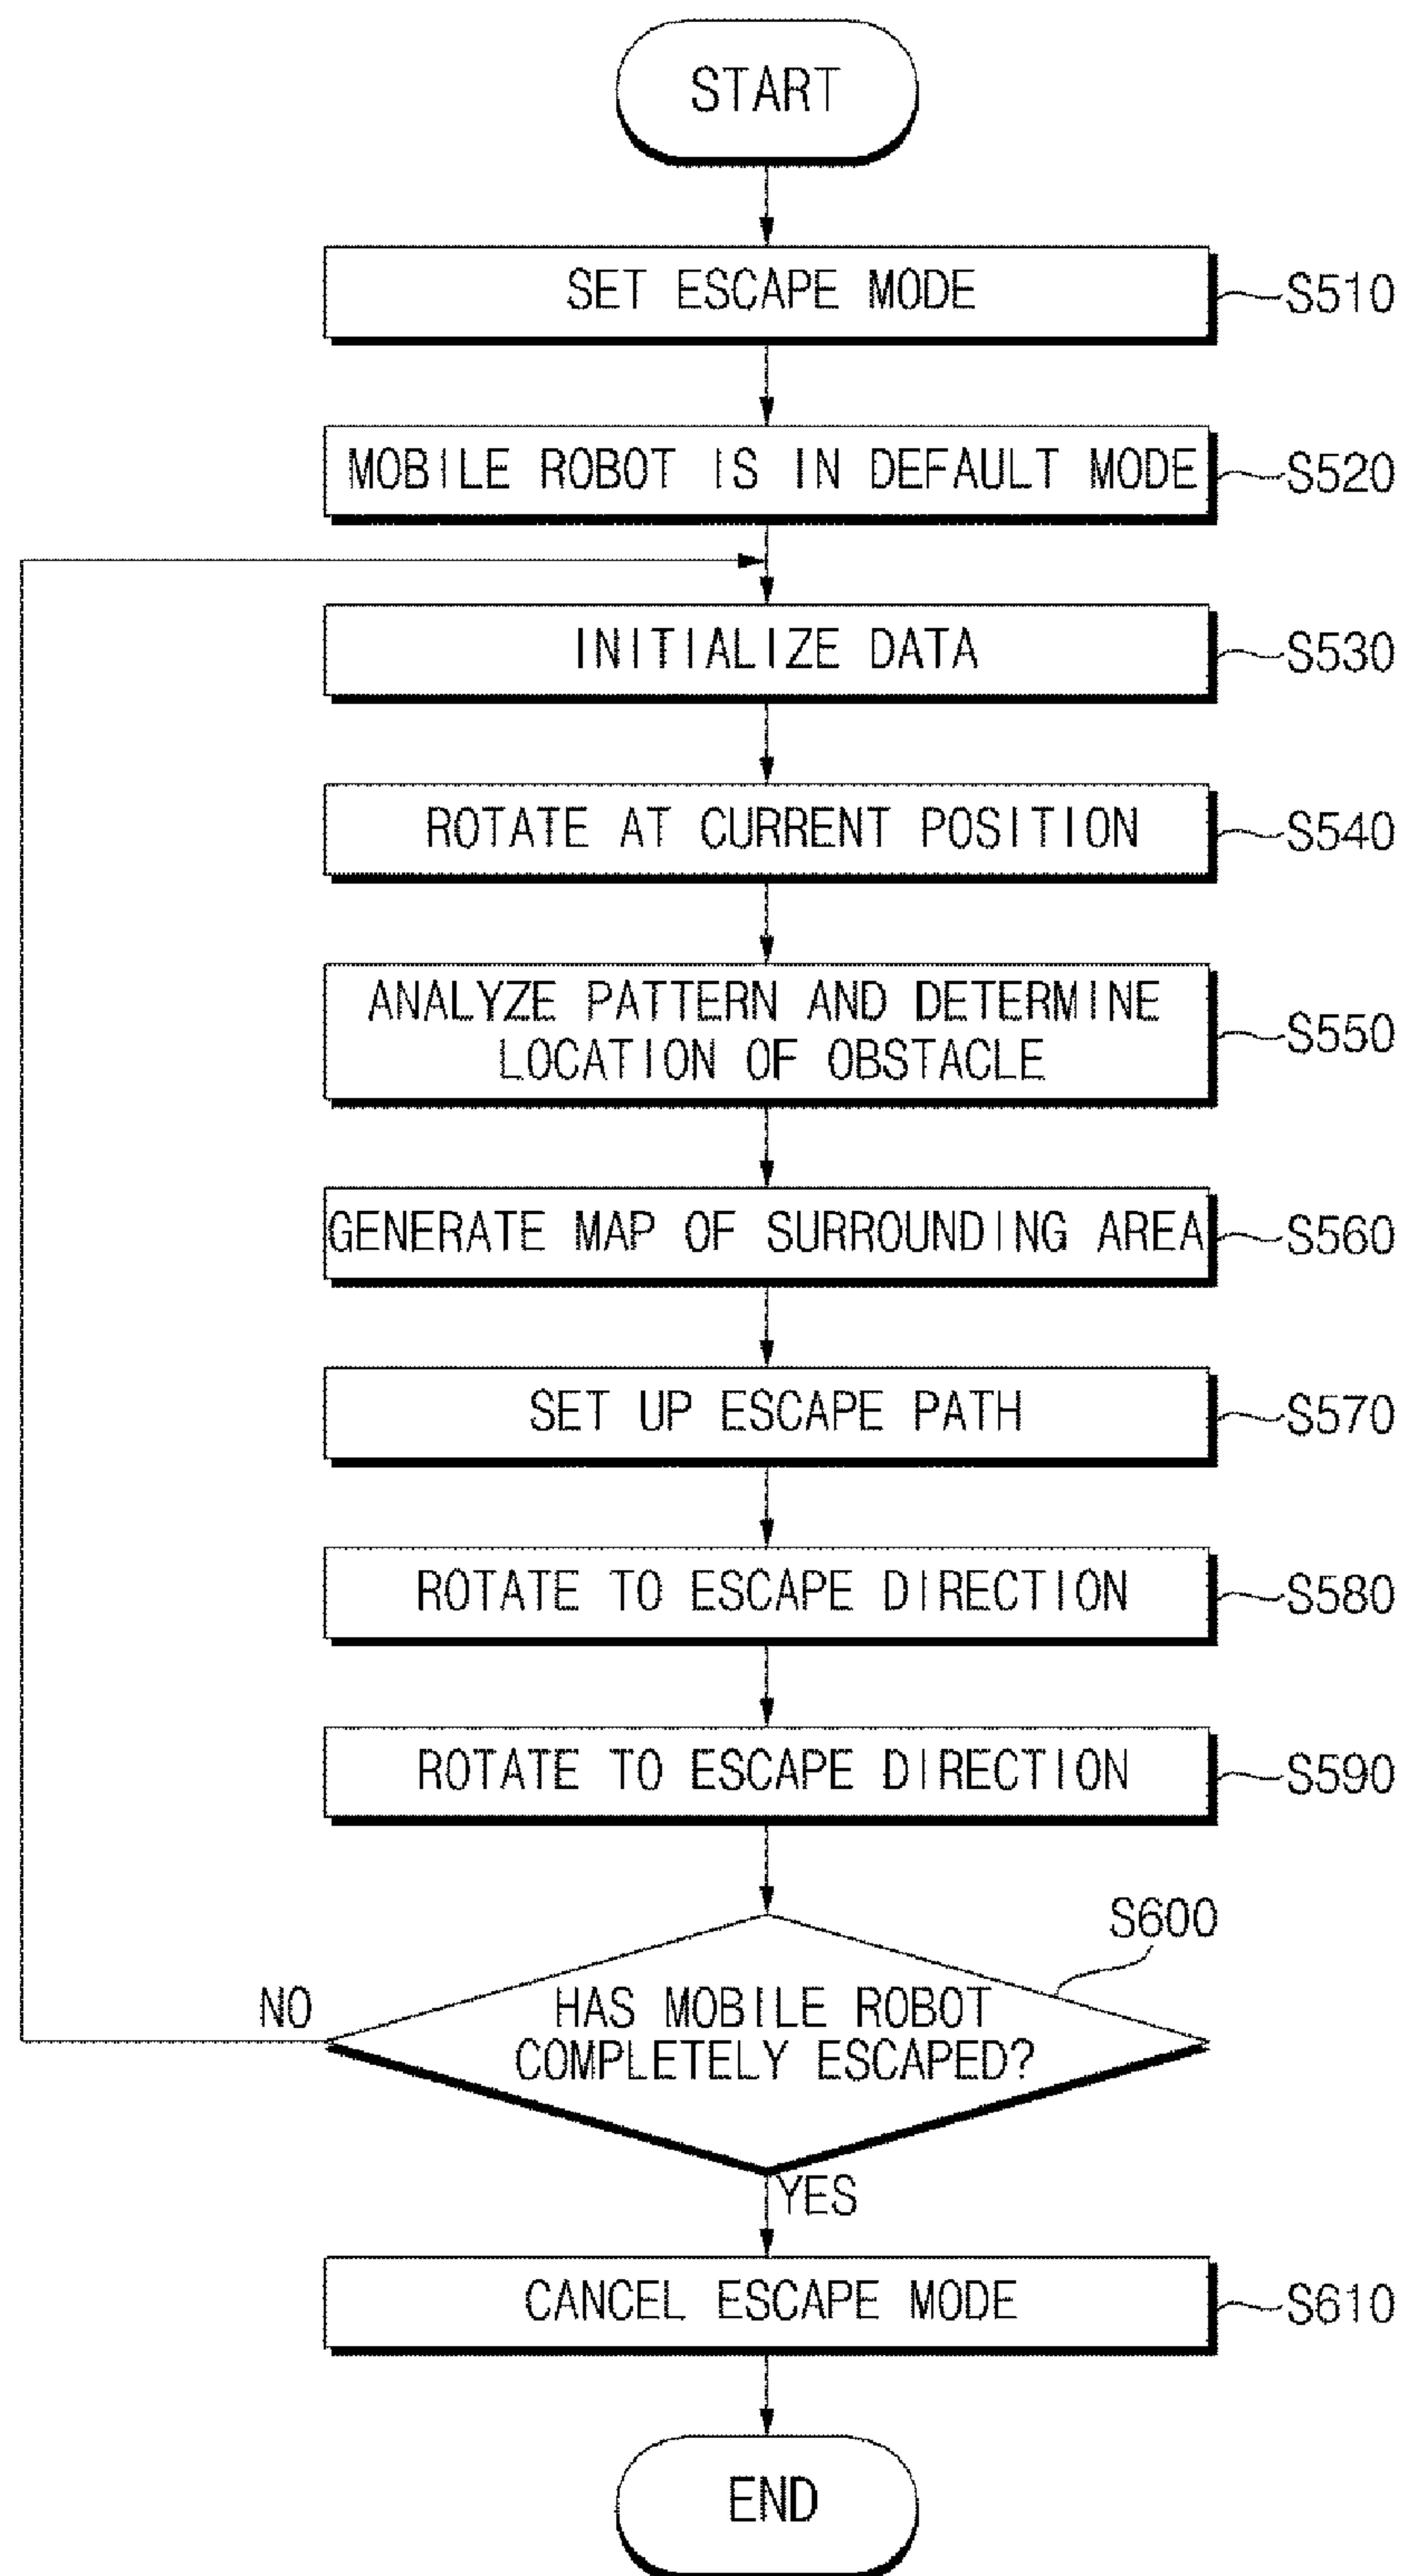 START
SET ESCAPE MODE
S510
MOBILE ROBOT IS IN DEFAULT MODE
S520
INITIALIZE DATA
S530
ROTATE AT CURRENT POSITION
S540
ANALYZE PATTERN AND DETERMINE
LOCATION OF OBSTACLE
S550
GENERATE MAP OF SURROUNDING AREA
S560
SET UP ESCAPE PATH
S570
ROTATE TO ESCAPE DIRECTION
S580
ROTATE TO ESCAPE DIRECTION
S590
S600
NO
HAS MOBILE ROBOT
COMPLETELY ESCAPED?
YES
CANCEL ESCAPE MODE
S610
END